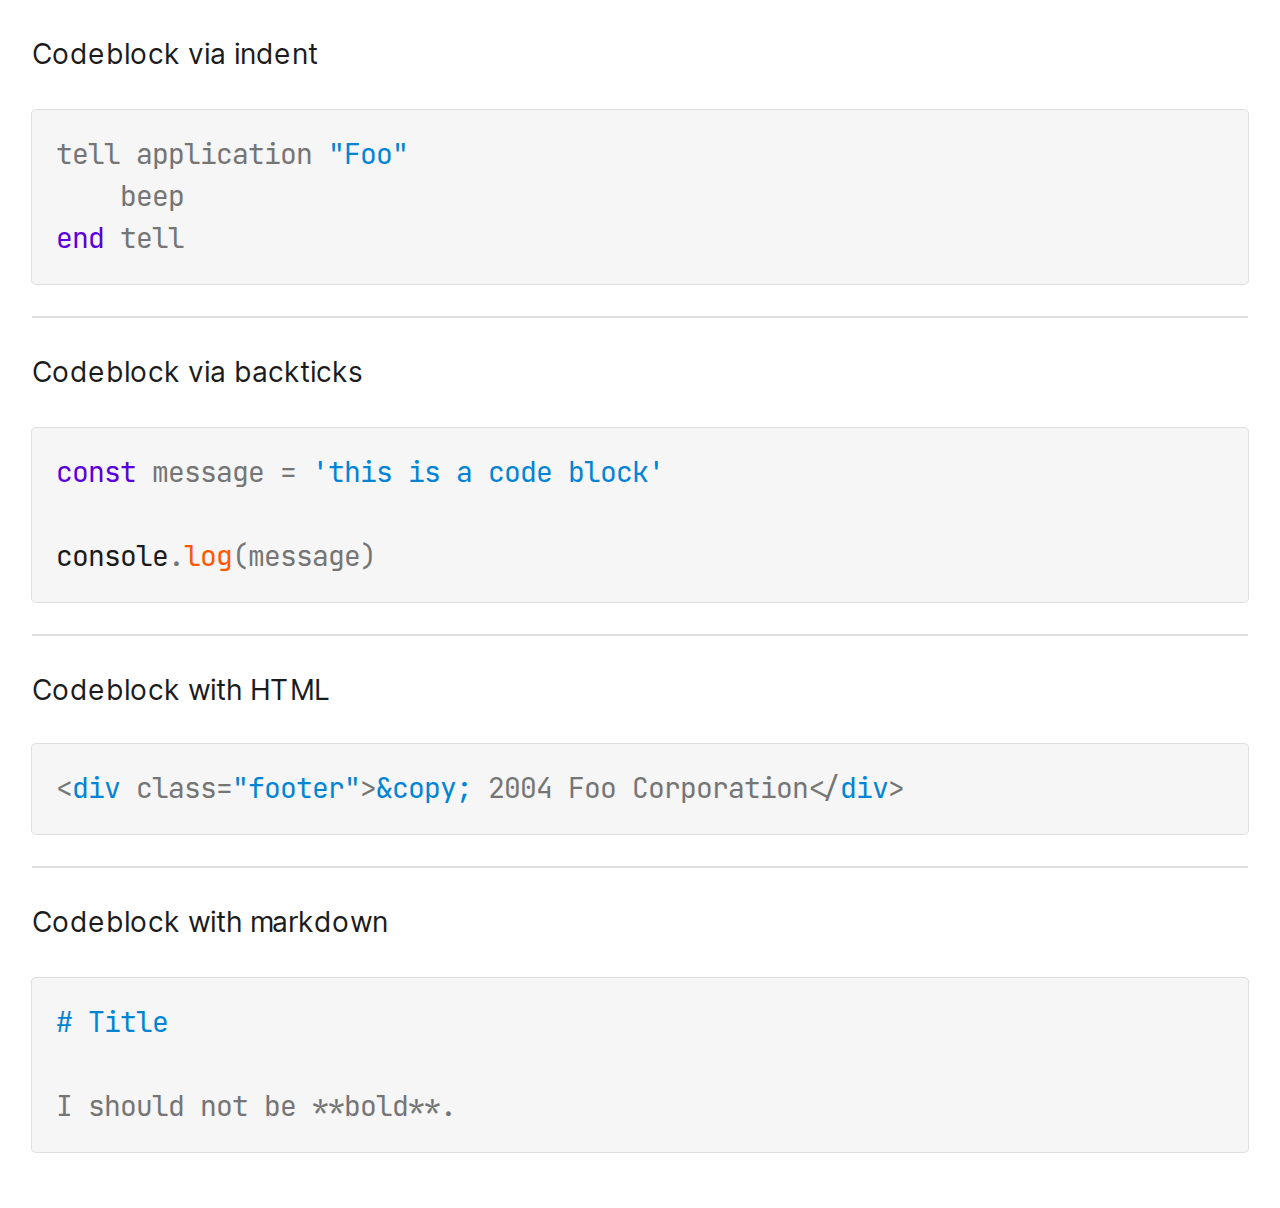 Codeblock via indent
tell application "Foo"
    beep
end tell
Codeblock via backticks
const message = 'this is a code block'
console.log(message)
Codeblock with HTML
<div class="footer">&copy; 2004 Foo Corporation</div>
Codeblock with markdown
# Title
I should not be **bold**.